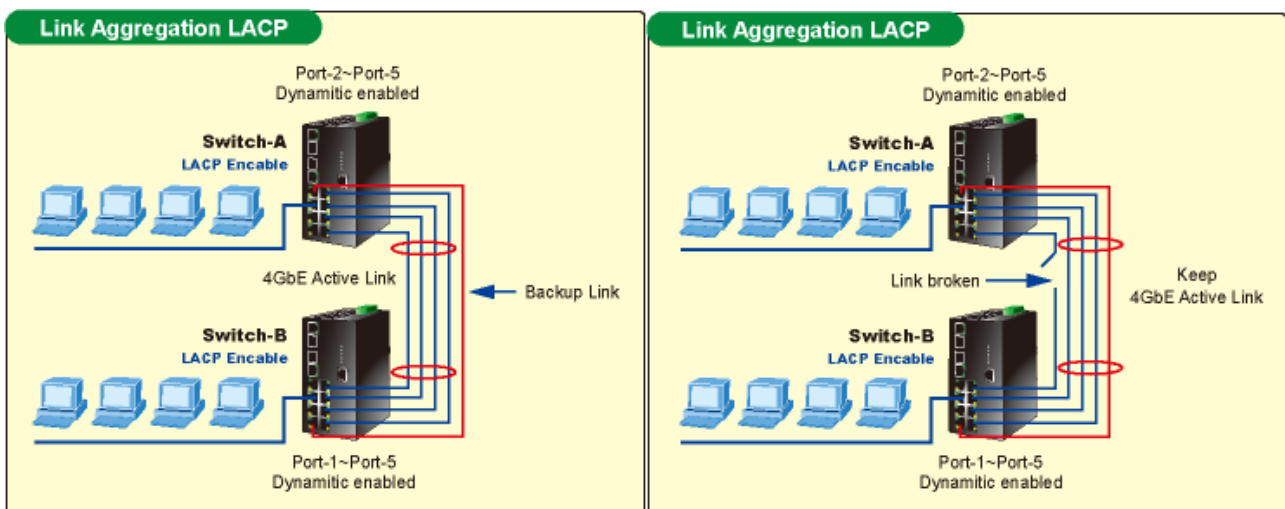 Link Aggregation LACP
Port-2~Port-5
Dynamitic enabled
Switch-A
LACP Encable
4GbE Active Link
Backup Link
Switch-B
LACP Encable
Port-1~Port-5
Dynamitic enabled
Link Aggregation LACP
Port-2~Port-5
Dynamitic enabled
Switch-A
LACP Encable
Link broken
Keep
4GbE Active Link
Switch-B
LACP Encable
Port-1~Port-5
Dynamitic enabled